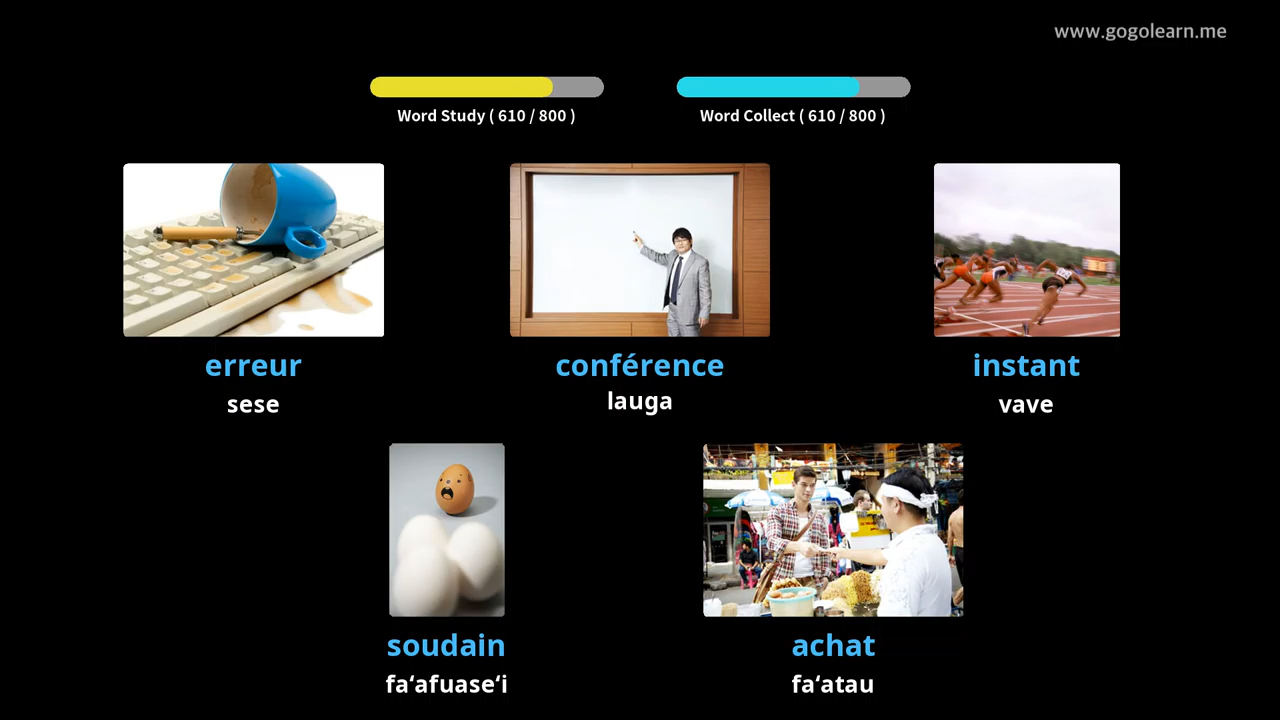 www.gogolearn.me
Word Study ( 610 / 800 )
Word Collect ( 610 / 800 )
erreur
sese
conférence
lauga
instant
vave
soudain
fa‘afuase‘i
achat
fa‘atau